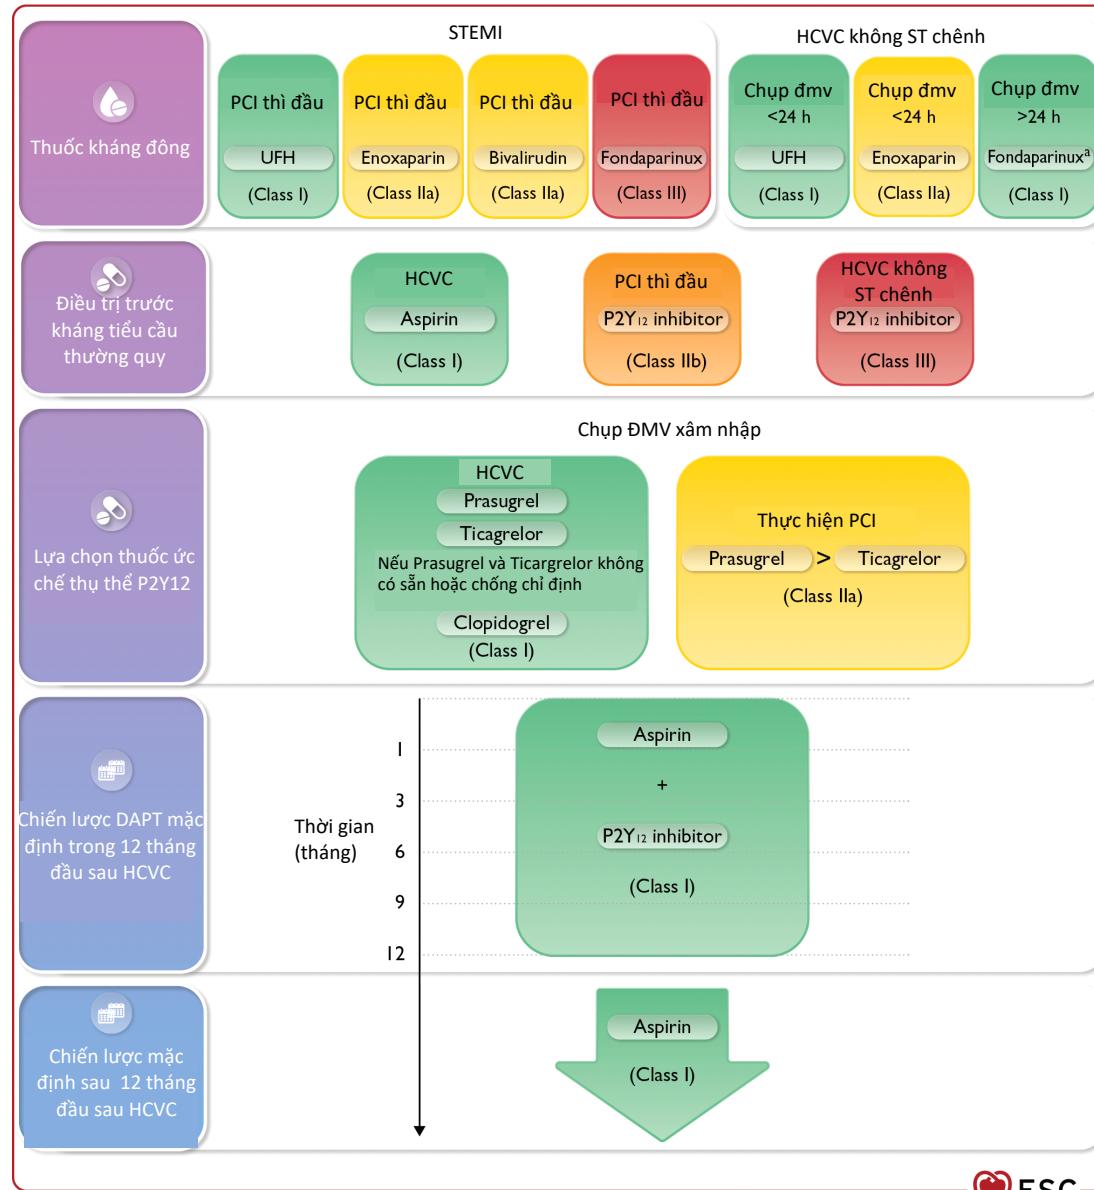 STEMI
HCVC không ST chênh
Thuốc kháng đông
PCI thì đầu
UFH
(Class I)
PCI thì đầu
Enoxaparin
(Class IIa)
PCI thì đầu
Bivalirudin
(Class IIa)
PCI thì đầu
Fondaparinux
(Class III)
Chụp đmv
<24 h
UFH
(Class I)
Chụp đmv
<24 h
Enoxaparin
(Class IIa)
Chụp đmv
>24 h
Fondaparinuxᵃ
(Class I)
Điều trị trước
kháng tiểu cầu
thường quy
HCVC
Aspirin
(Class I)
PCI thì đầu
P2Y₁₂ inhibitor
(Class IIb)
HCVC không
ST chênh
P2Y₁₂ inhibitor
(Class III)
Lựa chọn thuốc ức
chế thụ thể P2Y12
Chụp ĐMV xâm nhập
HCVC
Prasugrel
Ticagrelor
Nếu Prasugrel và Ticargrelor không
có sẵn hoặc chống chỉ định
Clopidogrel
(Class I)
Thực hiện PCI
Prasugrel > Ticagrelor
(Class IIa)
Chiến lược DAPT mặc
định trong 12 tháng
đầu sau HCVC
Thời gian
(tháng)
1
3
6
9
12
Aspirin
+
P2Y₁₂ inhibitor
(Class I)
Chiến lược mặc
định sau 12 tháng
đầu sau HCVC
Aspirin
(Class I)
ESC